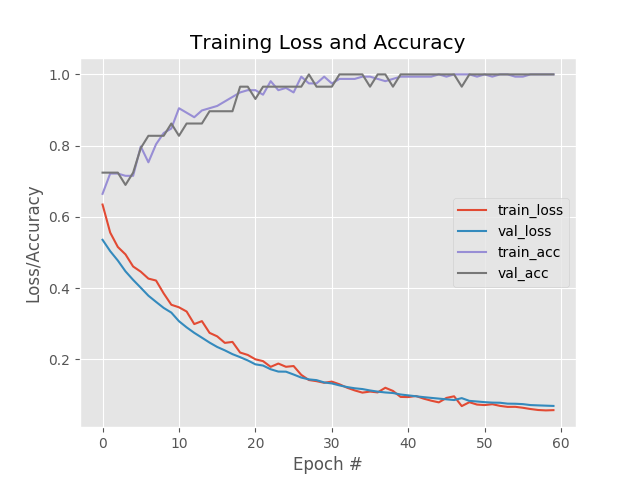 Training Loss and Accuracy
1.0
0.8
0.6
0.4
0.2
Loss/Accuracy
train_loss
val_loss
train_acc
val_acc
0 10 20 30 40 50 60
Epoch #